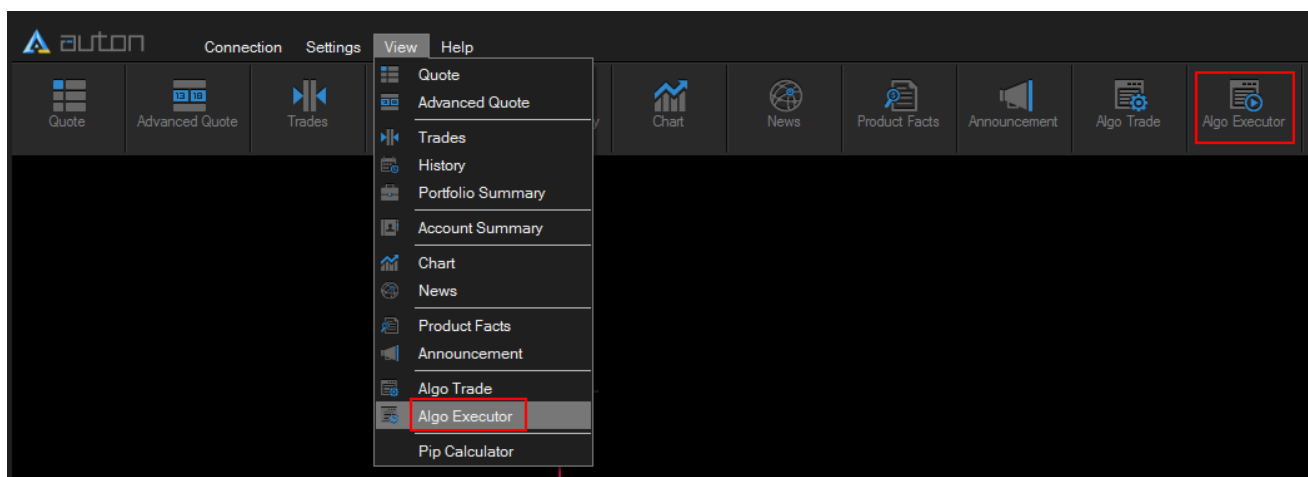 auton
Connection Settings View Help
Quote
Advanced Quote
Trades
Chart
News
Product Facts
Announcement
Algo Trade
Algo Executor
Quote
Advanced Quote
Trades
History
Portfolio Summary
Account Summary
Chart
News
Product Facts
Announcement
Algo Trade
Algo Executor
Pip Calculator